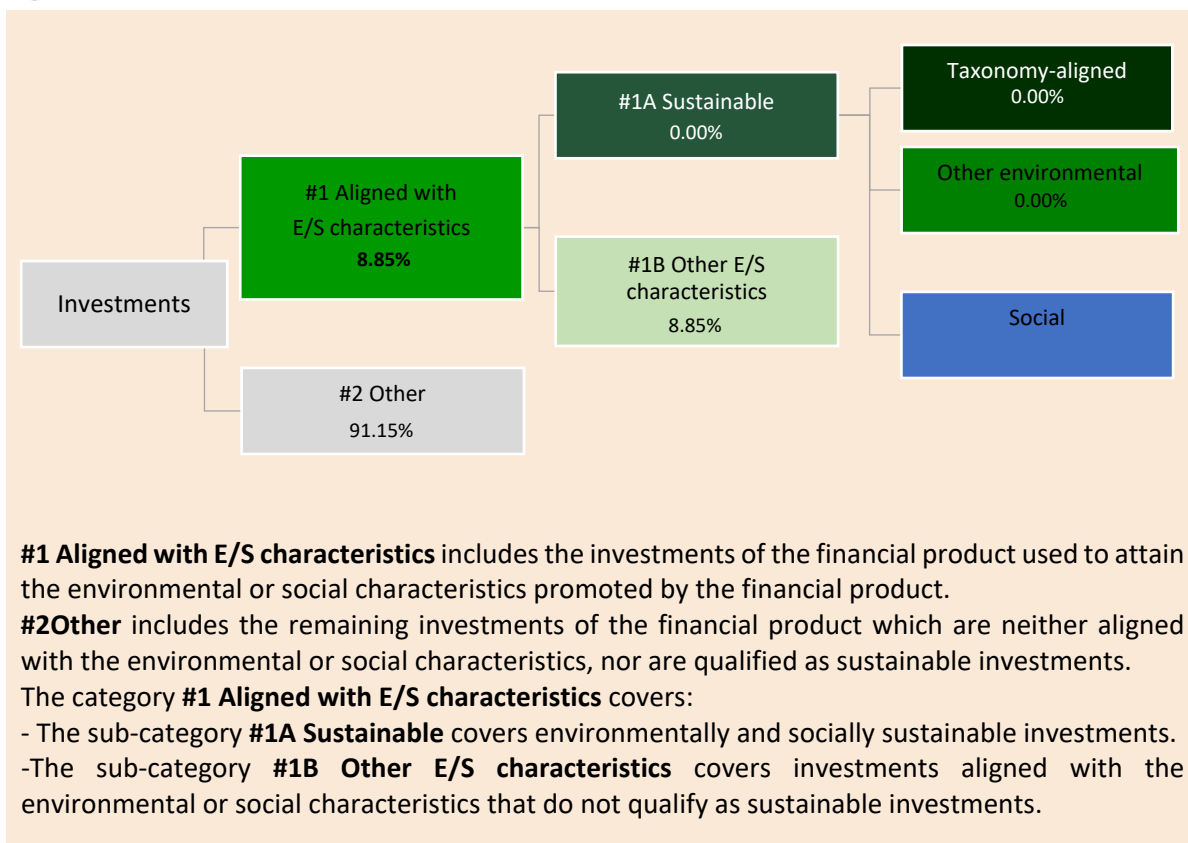 Investments
#1 Aligned with
E/S characteristics
8.85%
#2 Other
91.15%
#1A Sustainable
0.00%
#1B Other E/S
characteristics
8.85%
Taxonomy-aligned
0.00%
Other environmental
0.00%
Social
#1 Aligned with E/S characteristics includes the investments of the financial product used to attain
the environmental or social characteristics promoted by the financial product.
#2Other includes the remaining investments of the financial product which are neither aligned
with the environmental or social characteristics, nor are qualified as sustainable investments.
The category #1 Aligned with E/S characteristics covers:
- The sub-category #1A Sustainable covers environmentally and socially sustainable investments.
-The sub-category #1B Other E/S characteristics covers investments aligned with the
environmental or social characteristics that do not qualify as sustainable investments.